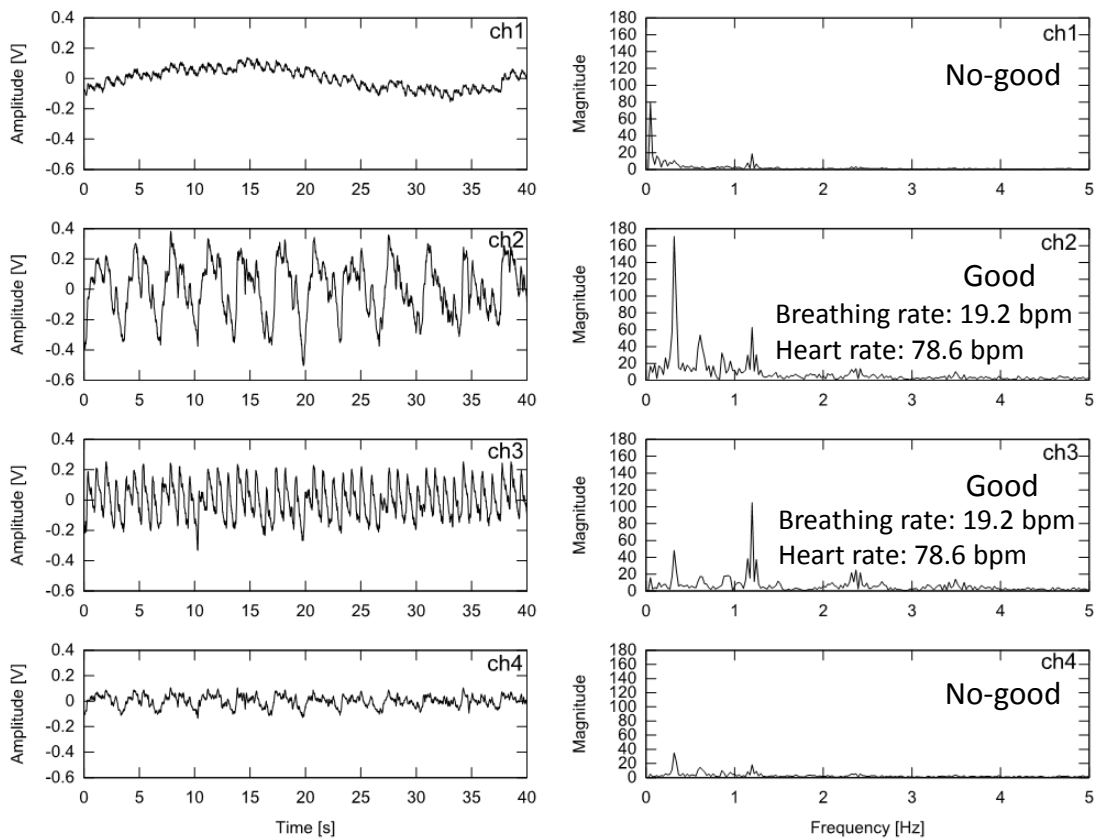 0.4
0.2
0
-0.2
-0.4
-0.6
Amplitude [V]
ch1
0 5 10 15 20 25 30 35 40
180
160
140
120
100
80
60
40
20
0
Magnitude
ch1
No-good
0 1 2 3 4 5
0.4
0.2
0
-0.2
-0.4
-0.6
Amplitude [V]
ch2
0 5 10 15 20 25 30 35 40
180
160
140
120
100
80
60
40
20
0
Magnitude
ch2
Good
Breathing rate: 19.2 bpm
Heart rate: 78.6 bpm
0 1 2 3 4 5
0.4
0.2
0
-0.2
-0.4
-0.6
Amplitude [V]
ch3
0 5 10 15 20 25 30 35 40
180
160
140
120
100
80
60
40
20
0
Magnitude
ch3
Good
Breathing rate: 19.2 bpm
Heart rate: 78.6 bpm
0 1 2 3 4 5
0.4
0.2
0
-0.2
-0.4
-0.6
Amplitude [V]
ch4
0 5 10 15 20 25 30 35 40
Time [s]
180
160
140
120
100
80
60
40
20
0
Magnitude
ch4
No-good
0 1 2 3 4 5
Frequency [Hz]